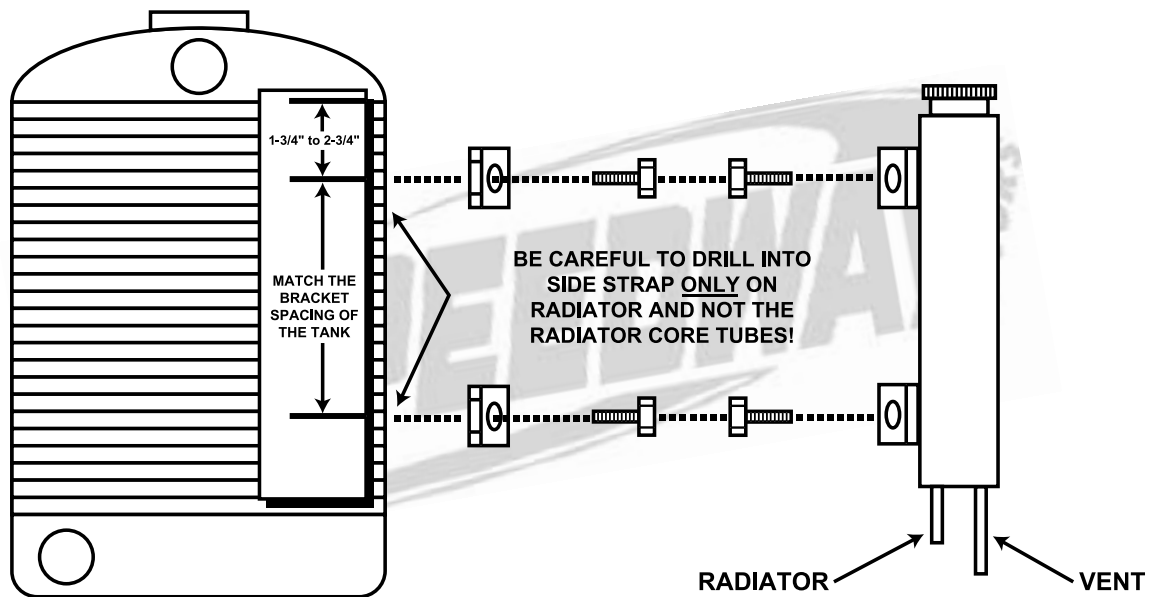 1-3/4" to 2-3/4"
MATCH THE
BRACKET
SPACING OF
THE TANK
BE CAREFUL TO DRILL INTO
SIDE STRAP ONLY ON
RADIATOR AND NOT THE
RADIATOR CORE TUBES!
SPEEDWAY
RADIATOR
VENT